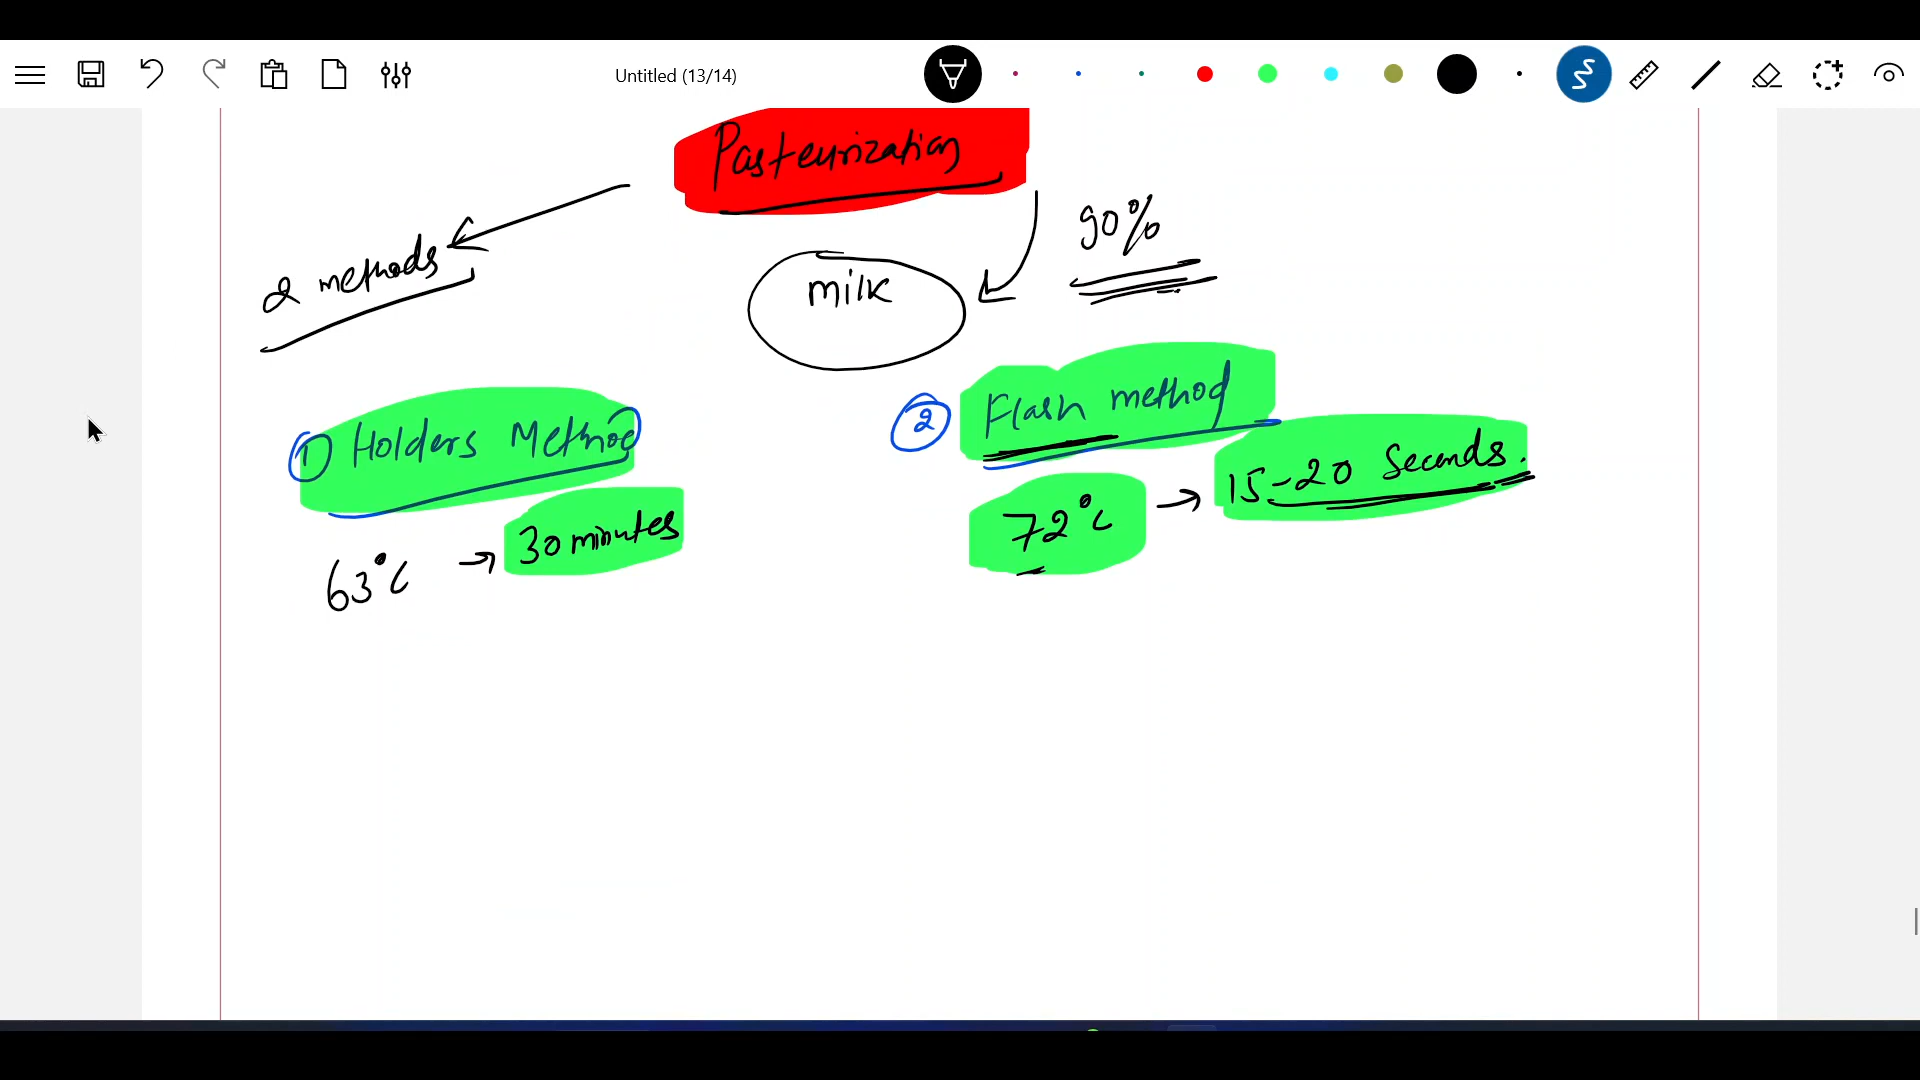 Untitled (13/14)
Pasteurization
90%
2 methods
milk
① Holders Method
② Flash method
63°C → 30 minutes
72°C → 15-20 Seconds.